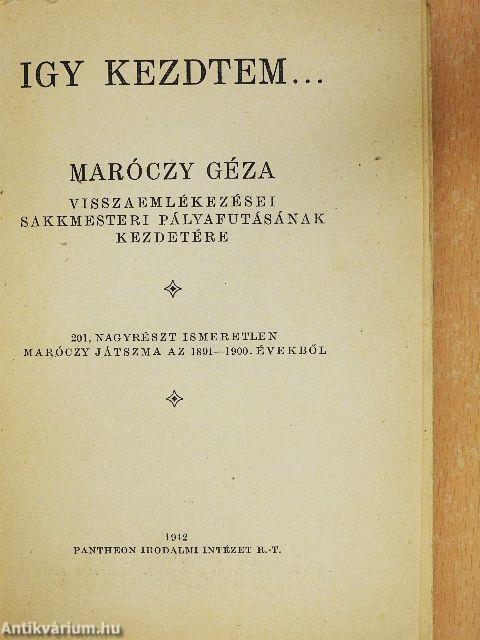 IGY KEZDTEM...
MARÓCZY GÉZA
VISSZAEMLÉKEZÉSEI
SAKKMESTERI PÁLYAFUTÁSÁNAK
KEZDETÉRE
201, NAGYRÉSZT ISMERETLEN
MARÓCZY JÁTSZMA AZ 1891—1900. ÉVEKBŐL
1942
PANTHEON IRODALMI INTÉZET R.-T.
Antikvárium.hu